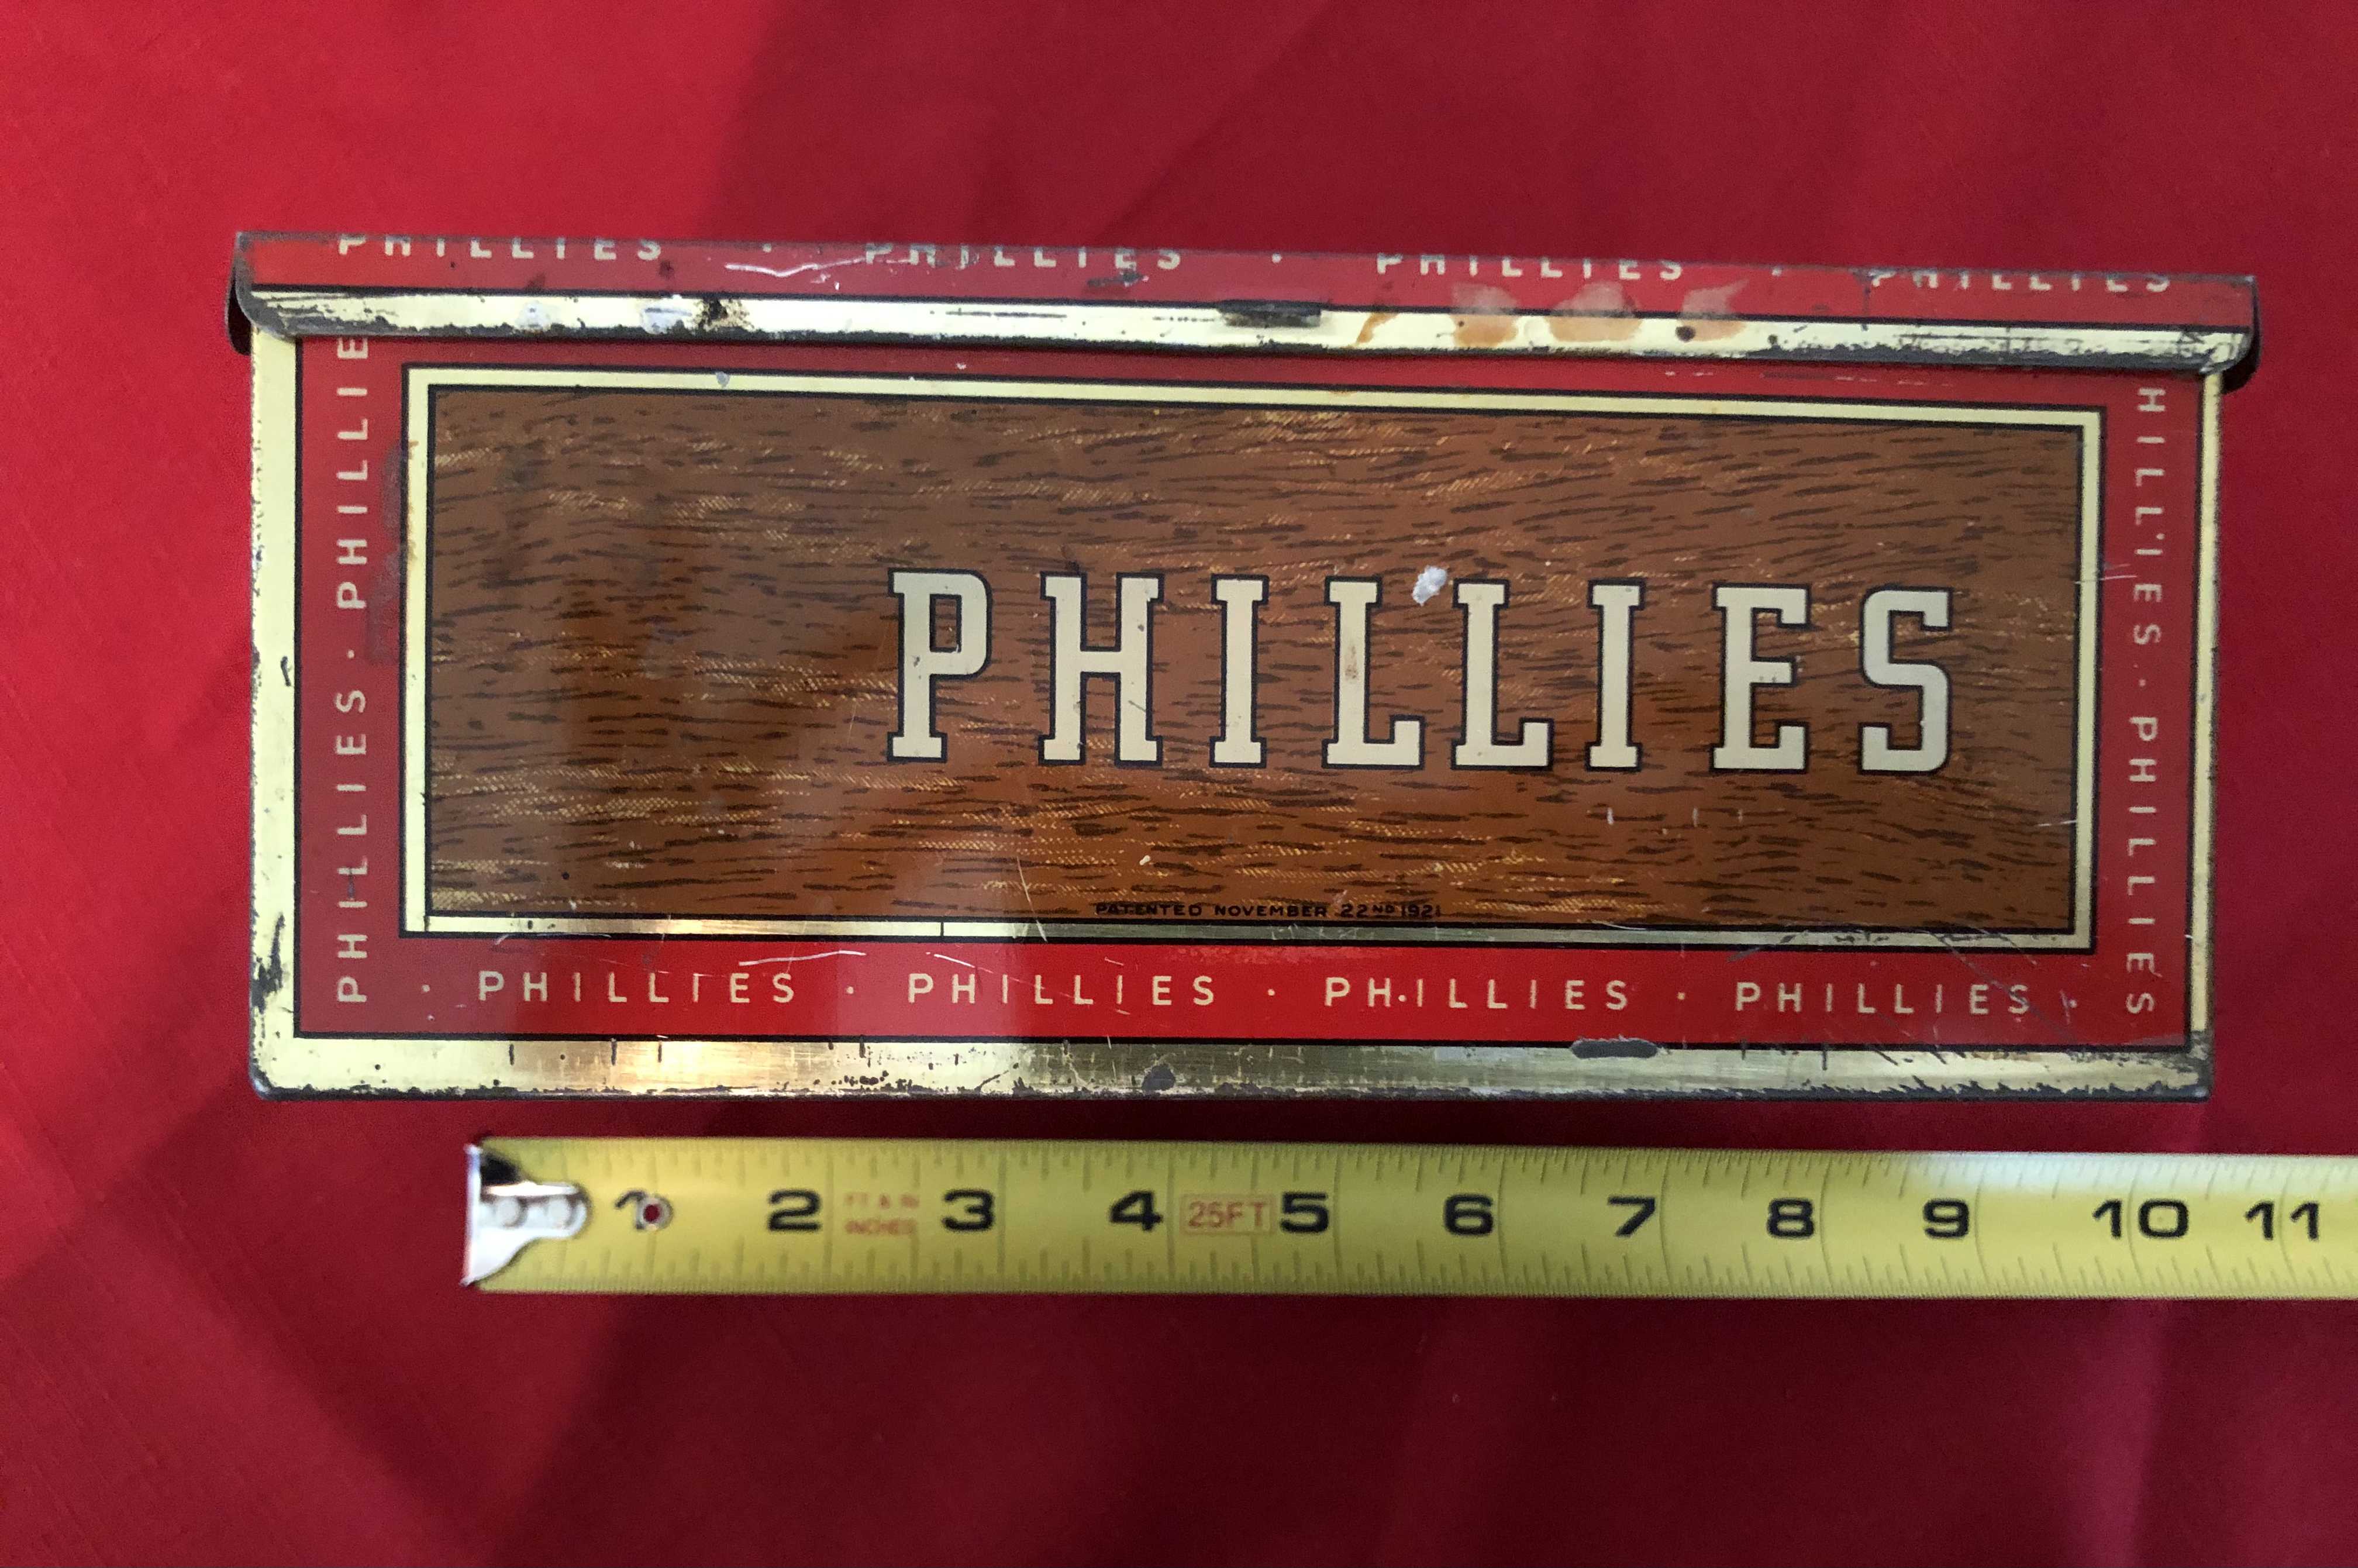 PHILLIES · PHILLIES · PHILLIES · PHILLIES
PHILLIES · PHILLIE
PHILLIES
HILLIES · PHILLIES
PATENTED NOVEMBER 22ND 1921
· PHILLIES · PHILLIES · PHILLIES · PHILLIES ·
1 2 FT & IN INCHES 3 4 25FT 5 6 7 8 9 10 11